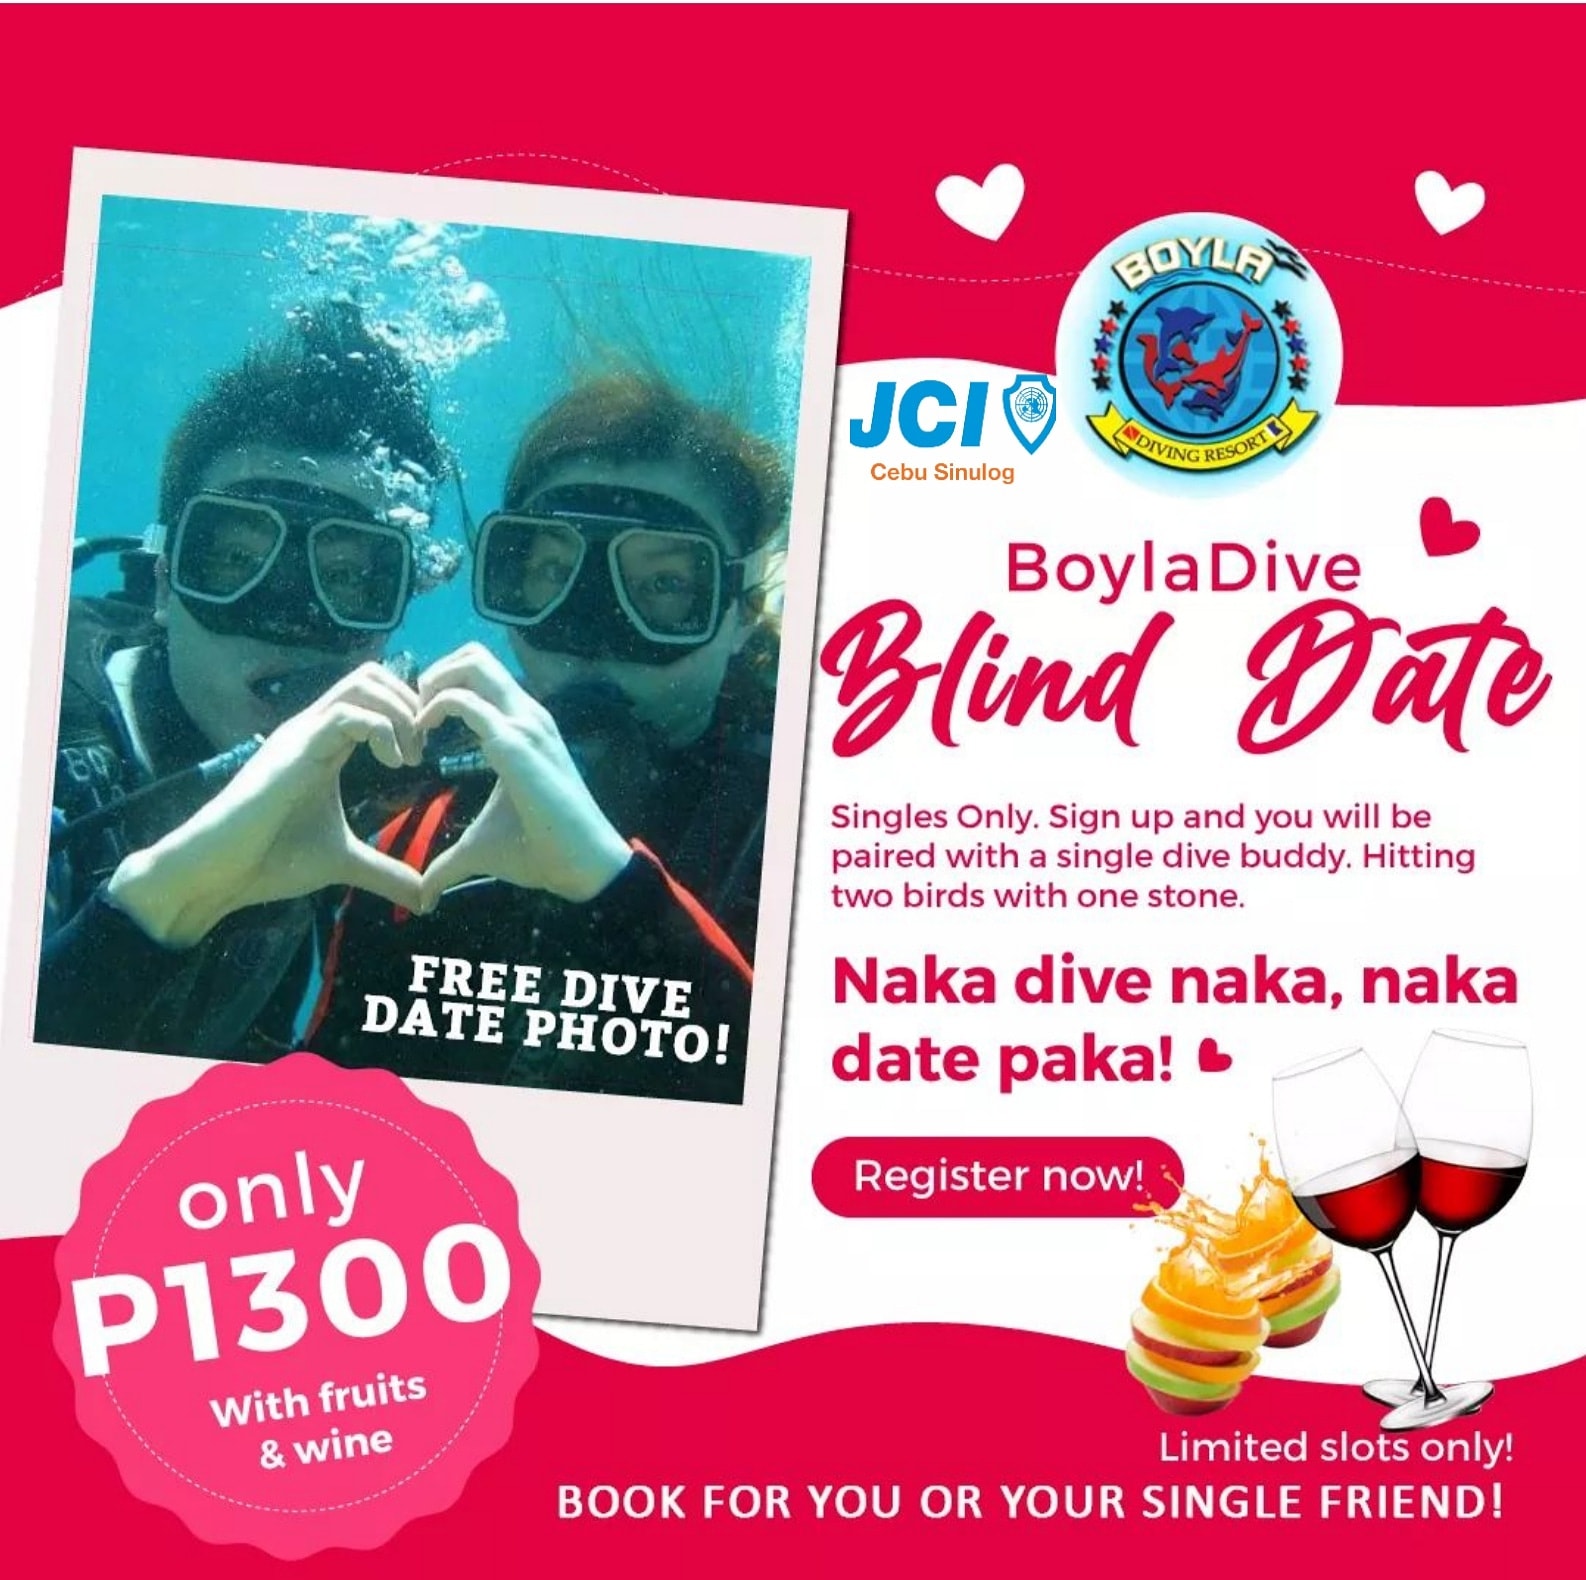 BOYLA
DIVING RESORT
JCI
Cebu Sinulog
BoylaDive
Blind Date
Singles Only. Sign up and you will be
paired with a single dive buddy. Hitting
two birds with one stone.
Naka dive naka, naka
date paka!
Register now!
FREE DIVE
DATE PHOTO!
only
P1300
With fruits
& wine
Limited slots only!
BOOK FOR YOU OR YOUR SINGLE FRIEND!